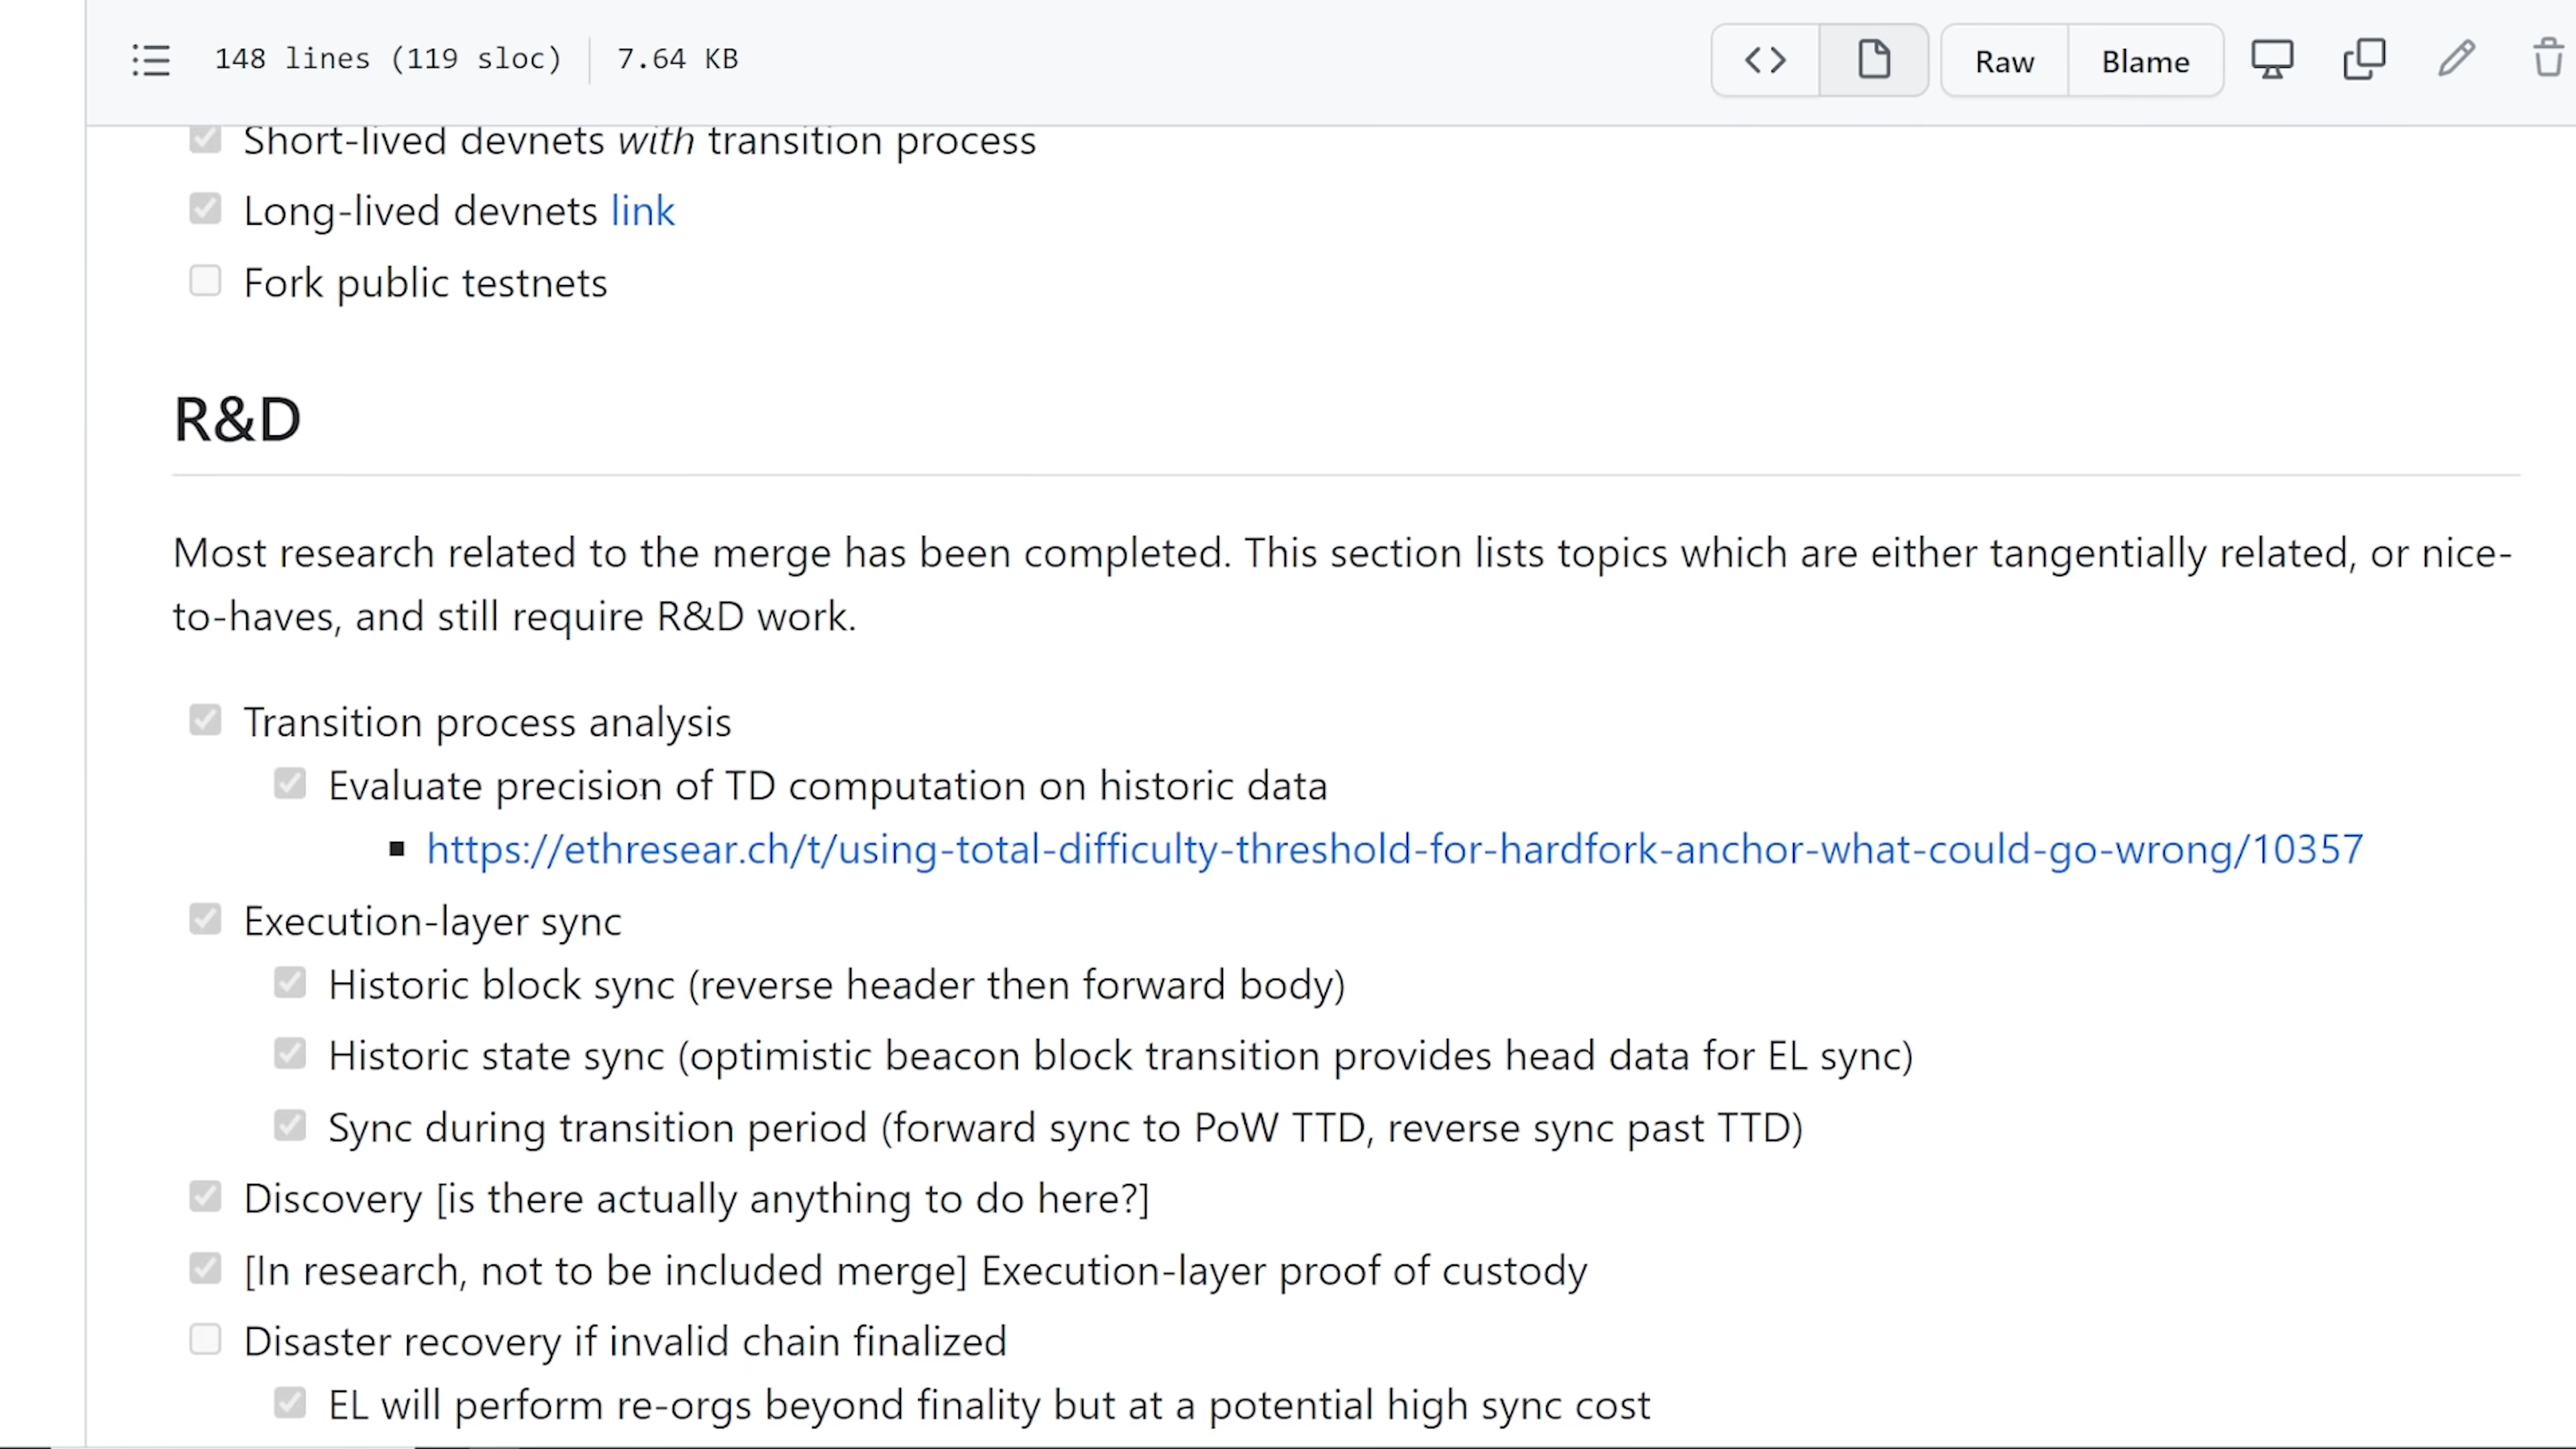 148 lines (119 sloc) 7.64 KB Raw Blame
Short-lived devnets with transition process
Long-lived devnets link
Fork public testnets
R&D
Most research related to the merge has been completed. This section lists topics which are either tangentially related, or nice-
to-haves, and still require R&D work.
Transition process analysis
Evaluate precision of TD computation on historic data
https://ethresear.ch/t/using-total-difficulty-threshold-for-hardfork-anchor-what-could-go-wrong/10357
Execution-layer sync
Historic block sync (reverse header then forward body)
Historic state sync (optimistic beacon block transition provides head data for EL sync)
Sync during transition period (forward sync to PoW TTD, reverse sync past TTD)
Discovery [is there actually anything to do here?]
[In research, not to be included merge] Execution-layer proof of custody
Disaster recovery if invalid chain finalized
EL will perform re-orgs beyond finality but at a potential high sync cost